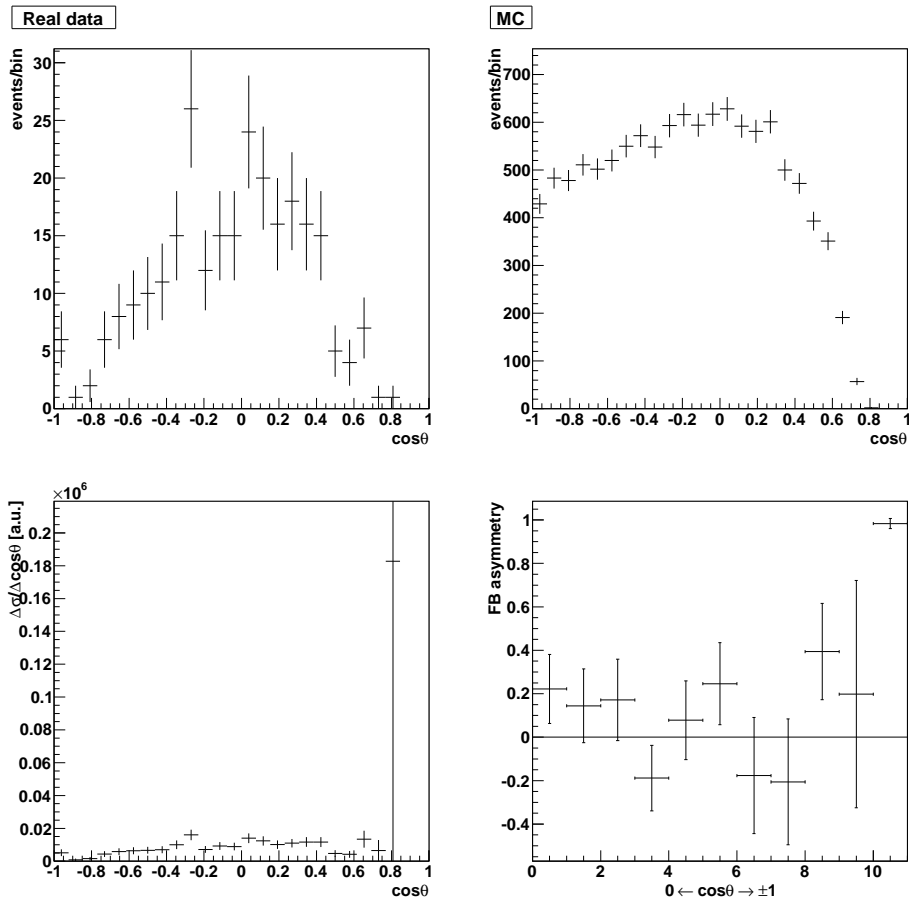 Real data
events/bin
30
25
20
15
10
5
0
-1 -0.8 -0.6 -0.4 -0.2 0 0.2 0.4 0.6 0.8 1
cosθ
MC
events/bin
700
600
500
400
300
200
100
0
-1 -0.8 -0.6 -0.4 -0.2 0 0.2 0.4 0.6 0.8 1
cosθ
×10⁶
Δσ/Δcosθ [a.u.]
0.2
0.18
0.16
0.14
0.12
0.1
0.08
0.06
0.04
0.02
0
-1 -0.8 -0.6 -0.4 -0.2 0 0.2 0.4 0.6 0.8 1
cosθ
FB asymmetry
1
0.8
0.6
0.4
0.2
0
-0.2
-0.4
0 2 4 6 8 10
0 ← cosθ → ±1